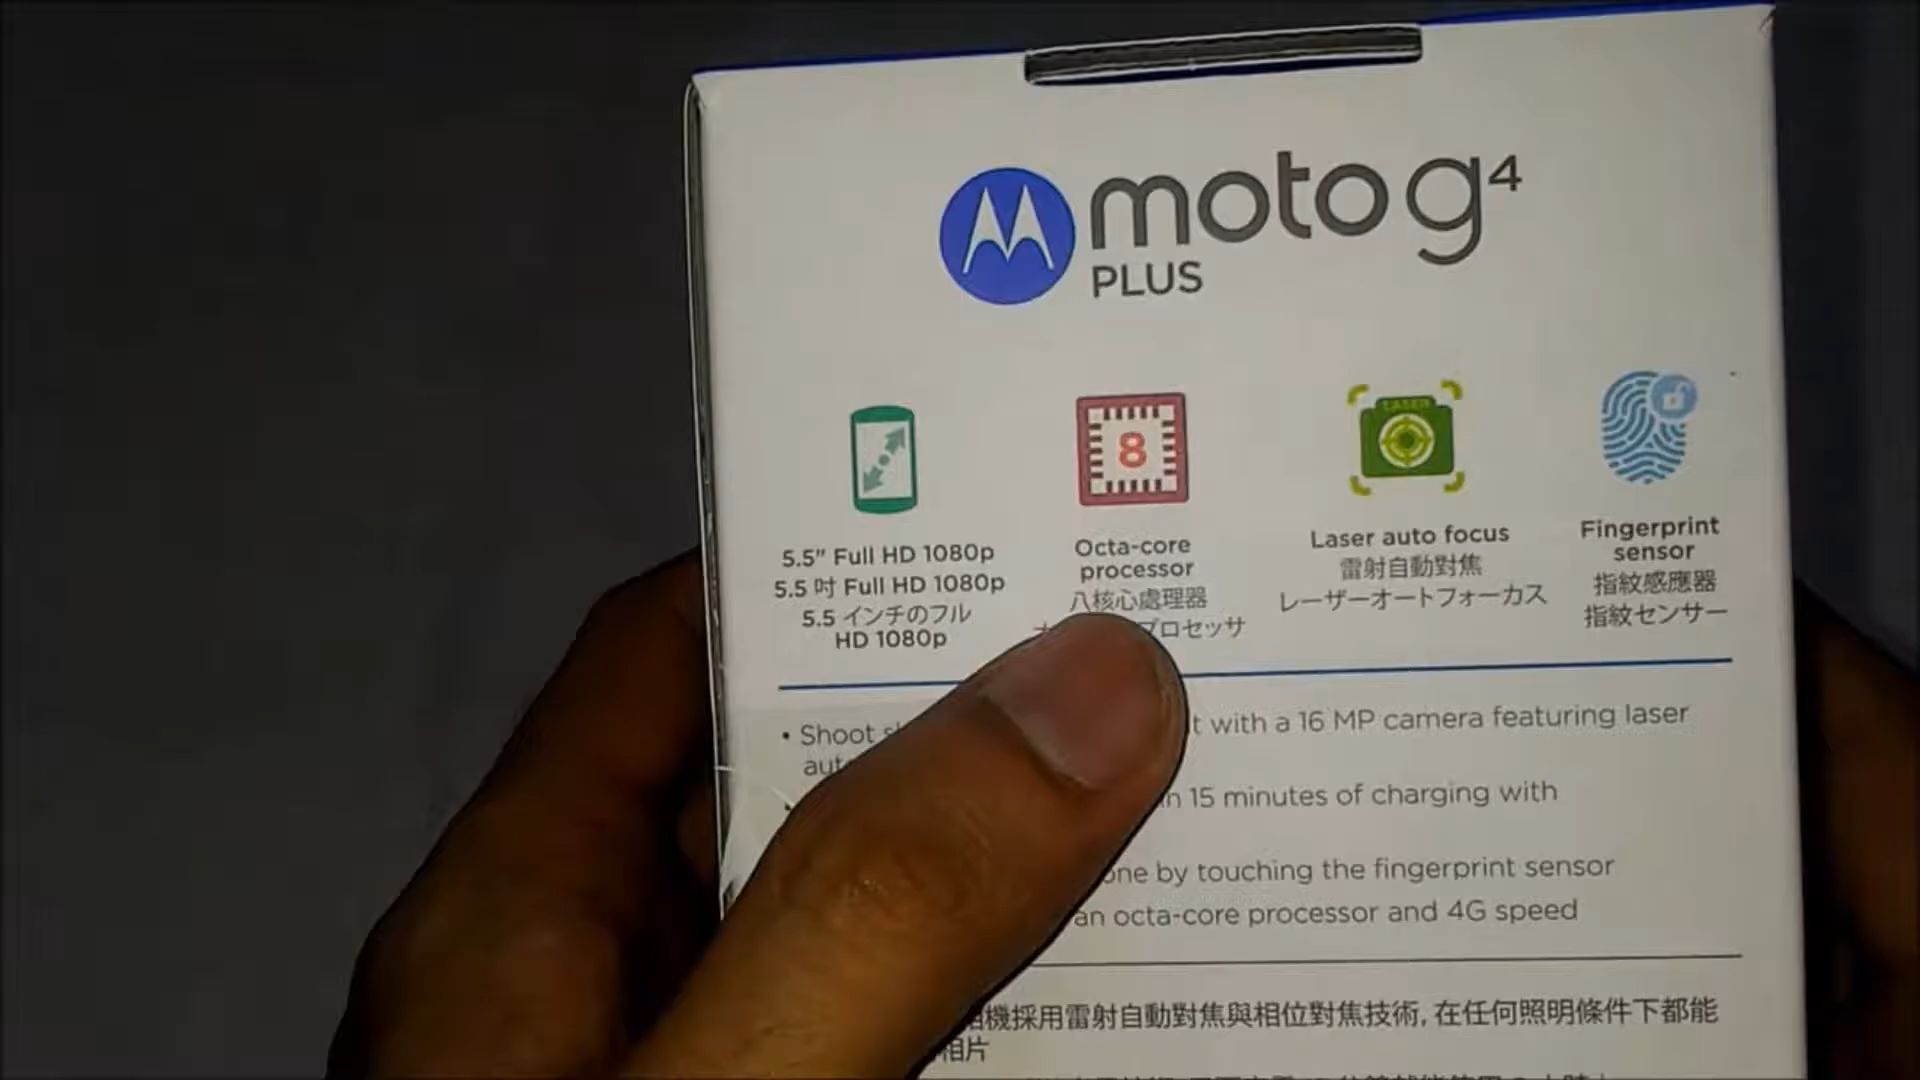 moto g4
PLUS
LASER
8
5.5" Full HD 1080p
5.5 吋 Full HD 1080p
5.5 インチのフル
HD 1080p
Octa-core
processor
八核心處理器
プロセッサ
Laser auto focus
雷射自動對焦
レーザーオートフォーカス
Fingerprint
sensor
指紋感應器
指紋センサー
• Shoot with a 16 MP camera featuring laser
15 minutes of charging with
by touching the fingerprint sensor
an octa-core processor and 4G speed
機採用雷射自動對焦與相位對焦技術, 在任何照明條件下都能
相片